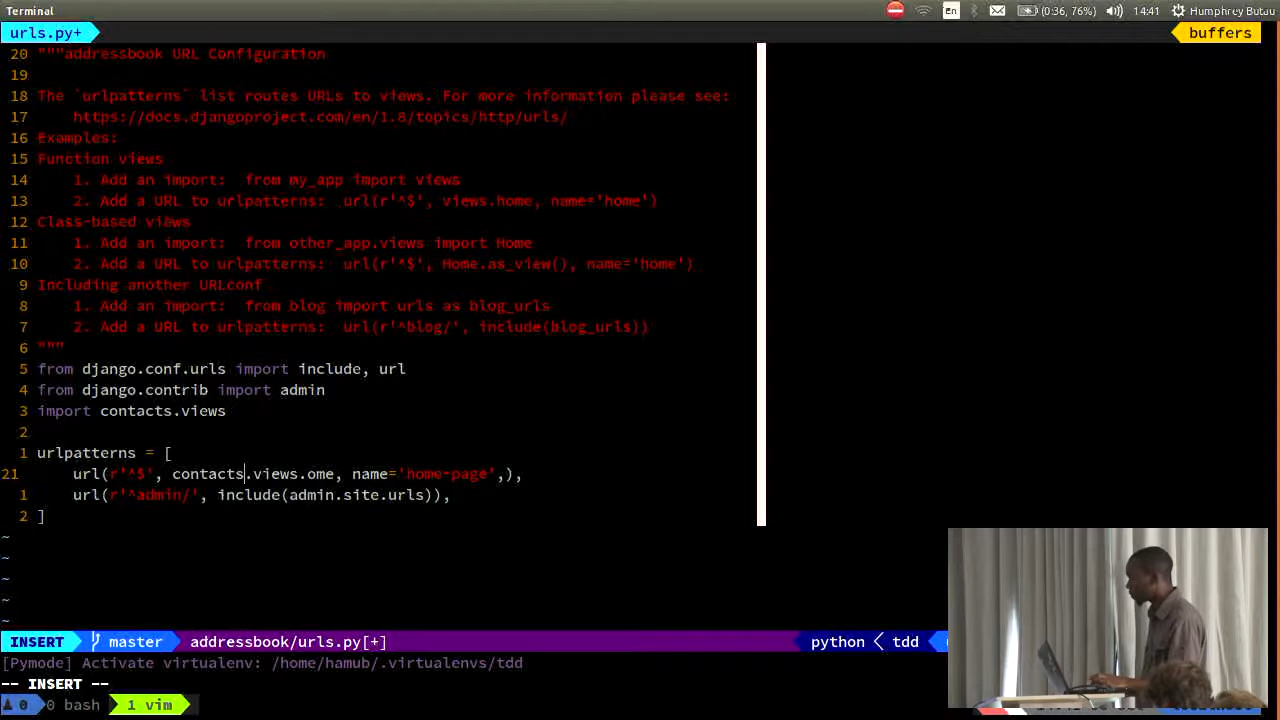 Terminal En (0:36, 76%) 14:41 Humphrey Butau
urls.py+ buffers
20 """addressbook URL Configuration
19
18 The `urlpatterns` list routes URLs to views. For more information please see:
17 https://docs.djangoproject.com/en/1.8/topics/http/urls/
16 Examples:
15 Function views
14 1. Add an import:  from my_app import views
13 2. Add a URL to urlpatterns:  url(r'^$', views.home, name='home')
12 Class-based views
11 1. Add an import:  from other_app.views import Home
10 2. Add a URL to urlpatterns:  url(r'^$', Home.as_view(), name='home')
9 Including another URLconf
8 1. Add an import:  from blog import urls as blog_urls
7 2. Add a URL to urlpatterns:  url(r'^blog/', include(blog_urls))
6 """
5 from django.conf.urls import include, url
4 from django.contrib import admin
3 import contacts.views
2
1 urlpatterns = [
21 url(r'^$', contacts.views.ome, name='home-page',),
1 url(r'^admin/', include(admin.site.urls)),
2 ]
~
~
~
~
~
INSERT master addressbook/urls.py[+] python < tdd
[Pymode] Activate virtualenv: /home/hamub/.virtualenvs/tdd
-- INSERT --
0 0 bash 1 vim